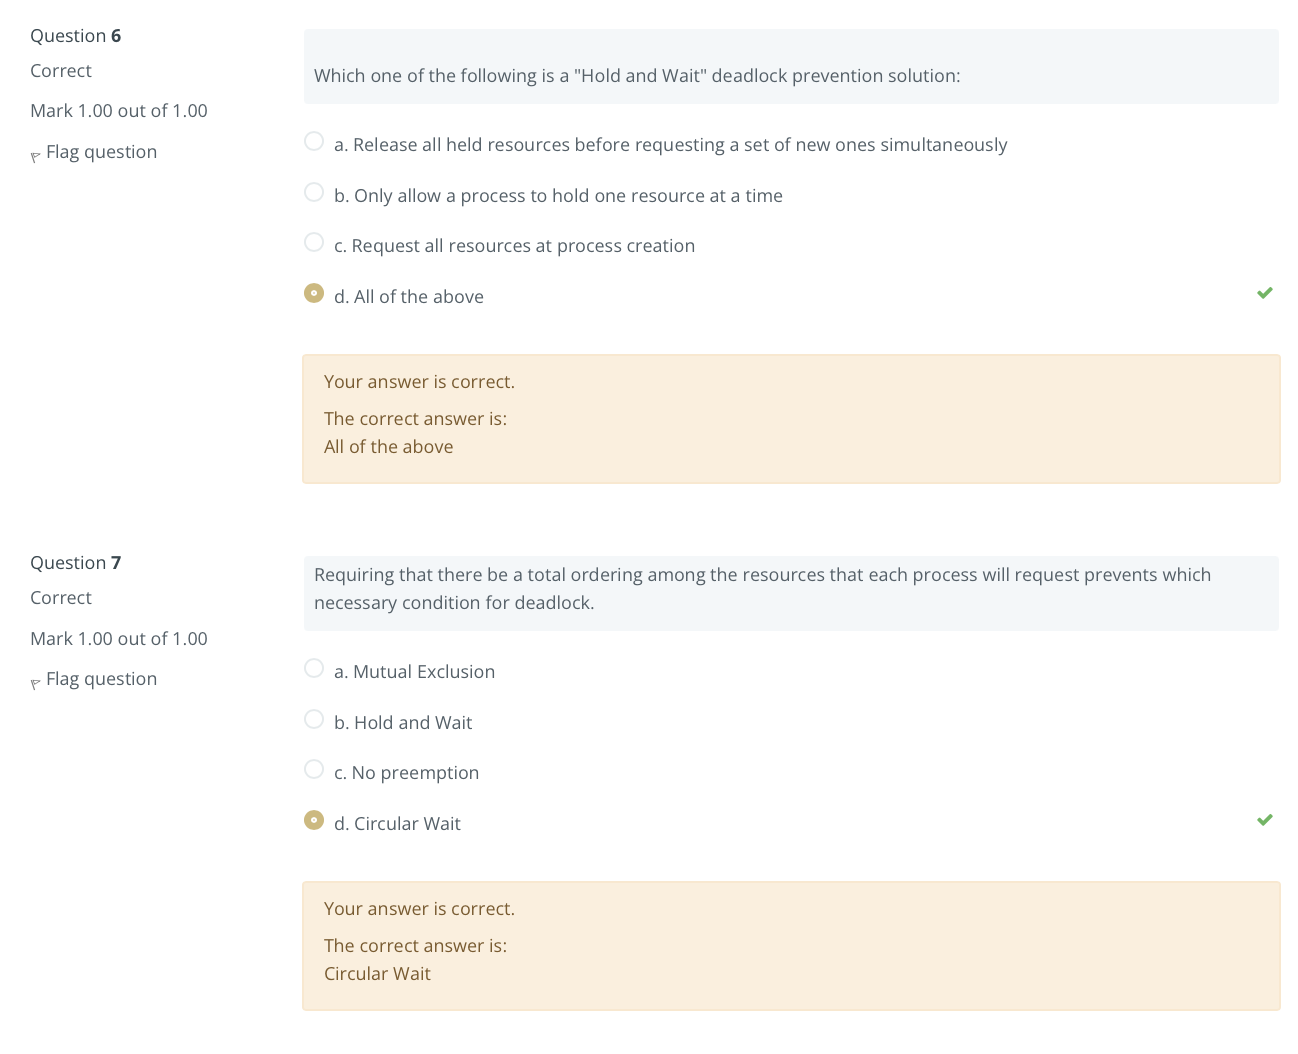 Question 6
Correct
Mark 1.00 out of 1.00
Flag question
Which one of the following is a "Hold and Wait" deadlock prevention solution:
a. Release all held resources before requesting a set of new ones simultaneously
b. Only allow a process to hold one resource at a time
c. Request all resources at process creation
d. All of the above
Your answer is correct.
The correct answer is:
All of the above
Question 7
Correct
Mark 1.00 out of 1.00
Flag question
Requiring that there be a total ordering among the resources that each process will request prevents which
necessary condition for deadlock.
a. Mutual Exclusion
b. Hold and Wait
c. No preemption
d. Circular Wait
Your answer is correct.
The correct answer is:
Circular Wait